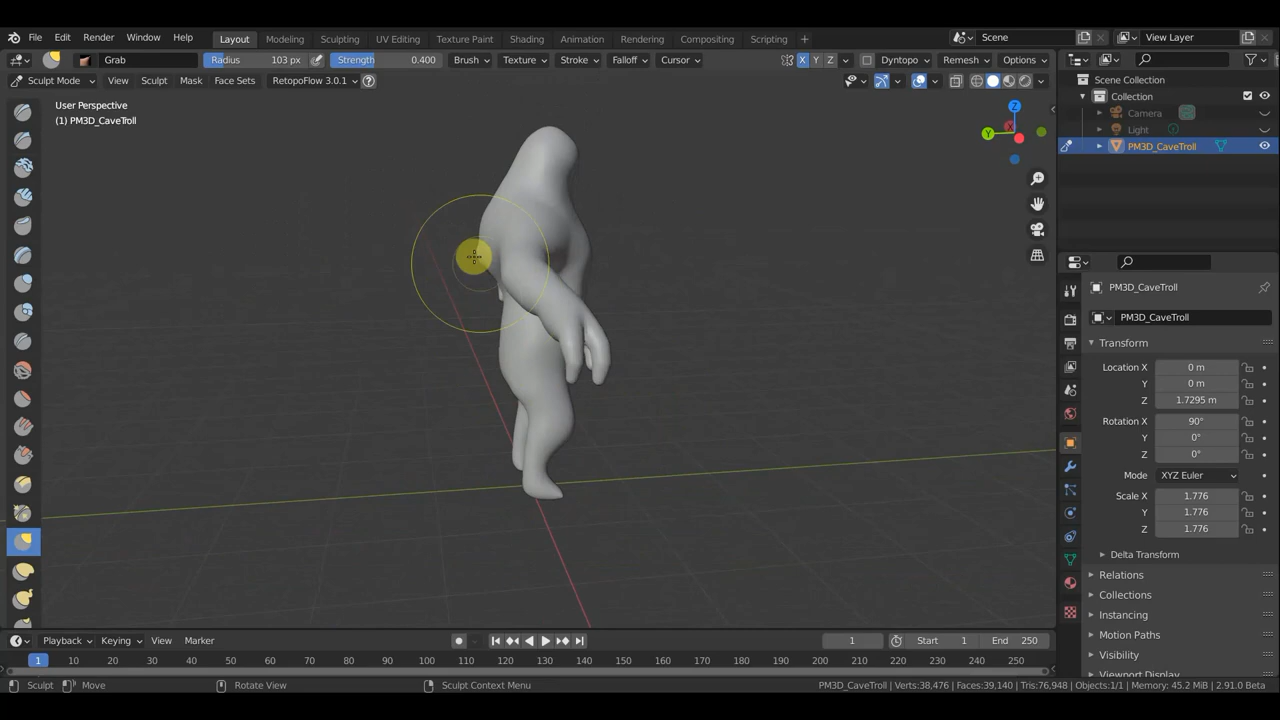 File Edit Render Window Help Layout Modeling Sculpting UV Editing Texture Paint Shading Animation Rendering Compositing Scripting + Scene View Layer
Grab Radius 103 px Strength 0.400 Brush Texture Stroke Falloff Cursor X Y Z Dyntopo Remesh Options
Sculpt Mode View Sculpt Mask Face Sets RetopoFlow 3.0.1 ?
Scene Collection
Collection
Camera
Light
PM3D_CaveTroll
User Perspective
(1) PM3D_CaveTroll
Z
Y
X
PM3D_CaveTroll
PM3D_CaveTroll
Transform
Location X 0 m
Y 0 m
Z 1.7295 m
Rotation X 90°
Y 0°
Z 0°
Mode XYZ Euler
Scale X 1.776
Y 1.776
Z 1.776
Delta Transform
Relations
Collections
Instancing
Motion Paths
Visibility
Viewport Display
Playback Keying View Marker 1 Start 1 End 250
1 10 20 30 40 50 60 70 80 90 100 110 120 130 140 150 160 170 180 190 200 210 220 230 240 250
Sculpt Move Rotate View Sculpt Context Menu PM3D_CaveTroll | Verts:38,476 | Faces:39,140 | Tris:76,948 | Objects:1/1 | Memory: 45.2 MiB | 2.91.0 Beta